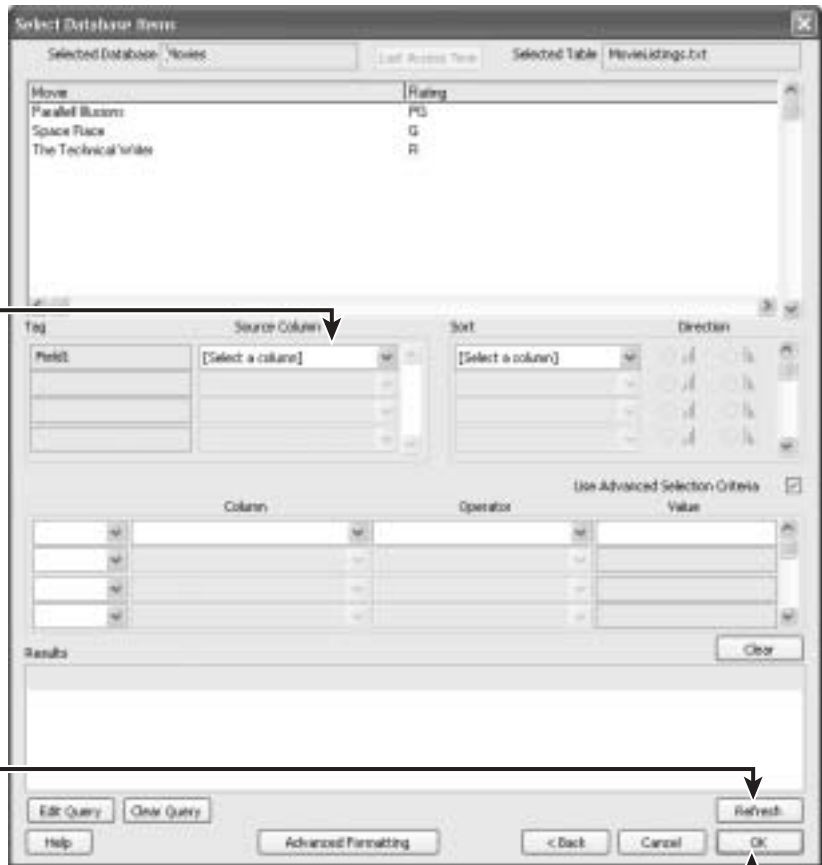 Select Database Items
Selected Database Movies Last Access Time Selected Table MovieListings.txt
Movie Rating
Parallel Illusions PG
Space Race G
The Technical Writer R
Tag Source Column Sort Direction
Field1 [Select a column] [Select a column]
Use Advanced Selection Criteria
Column Operator Value
Clear
Results
Edit Query Clear Query Refresh
Help Advanced Formatting < Back Cancel OK